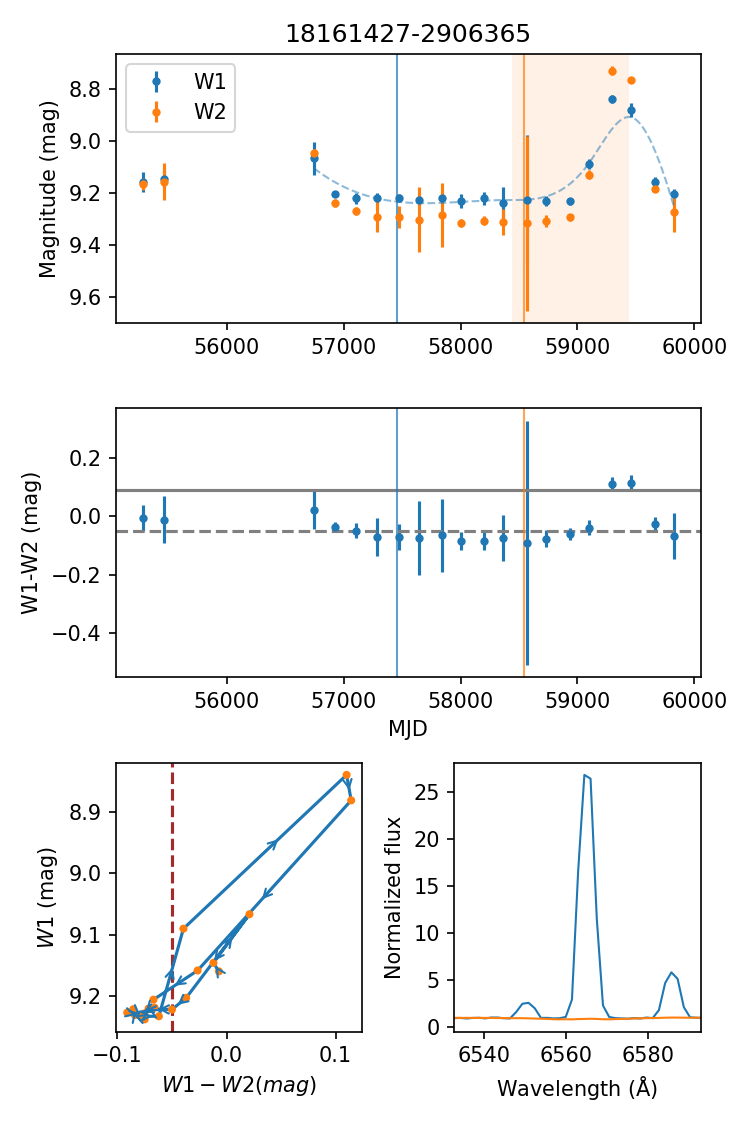 18161427-2906365
W1
W2
Magnitude (mag)
8.8
9.0
9.2
9.4
9.6
56000 57000 58000 59000 60000
W1-W2 (mag)
0.2
0.0
−0.2
−0.4
56000 57000 58000 59000 60000
MJD
W1 (mag)
8.9
9.0
9.1
9.2
−0.1 0.0 0.1
W1 − W2(mag)
Normalized flux
25
20
15
10
5
0
6540 6560 6580
Wavelength (Å)